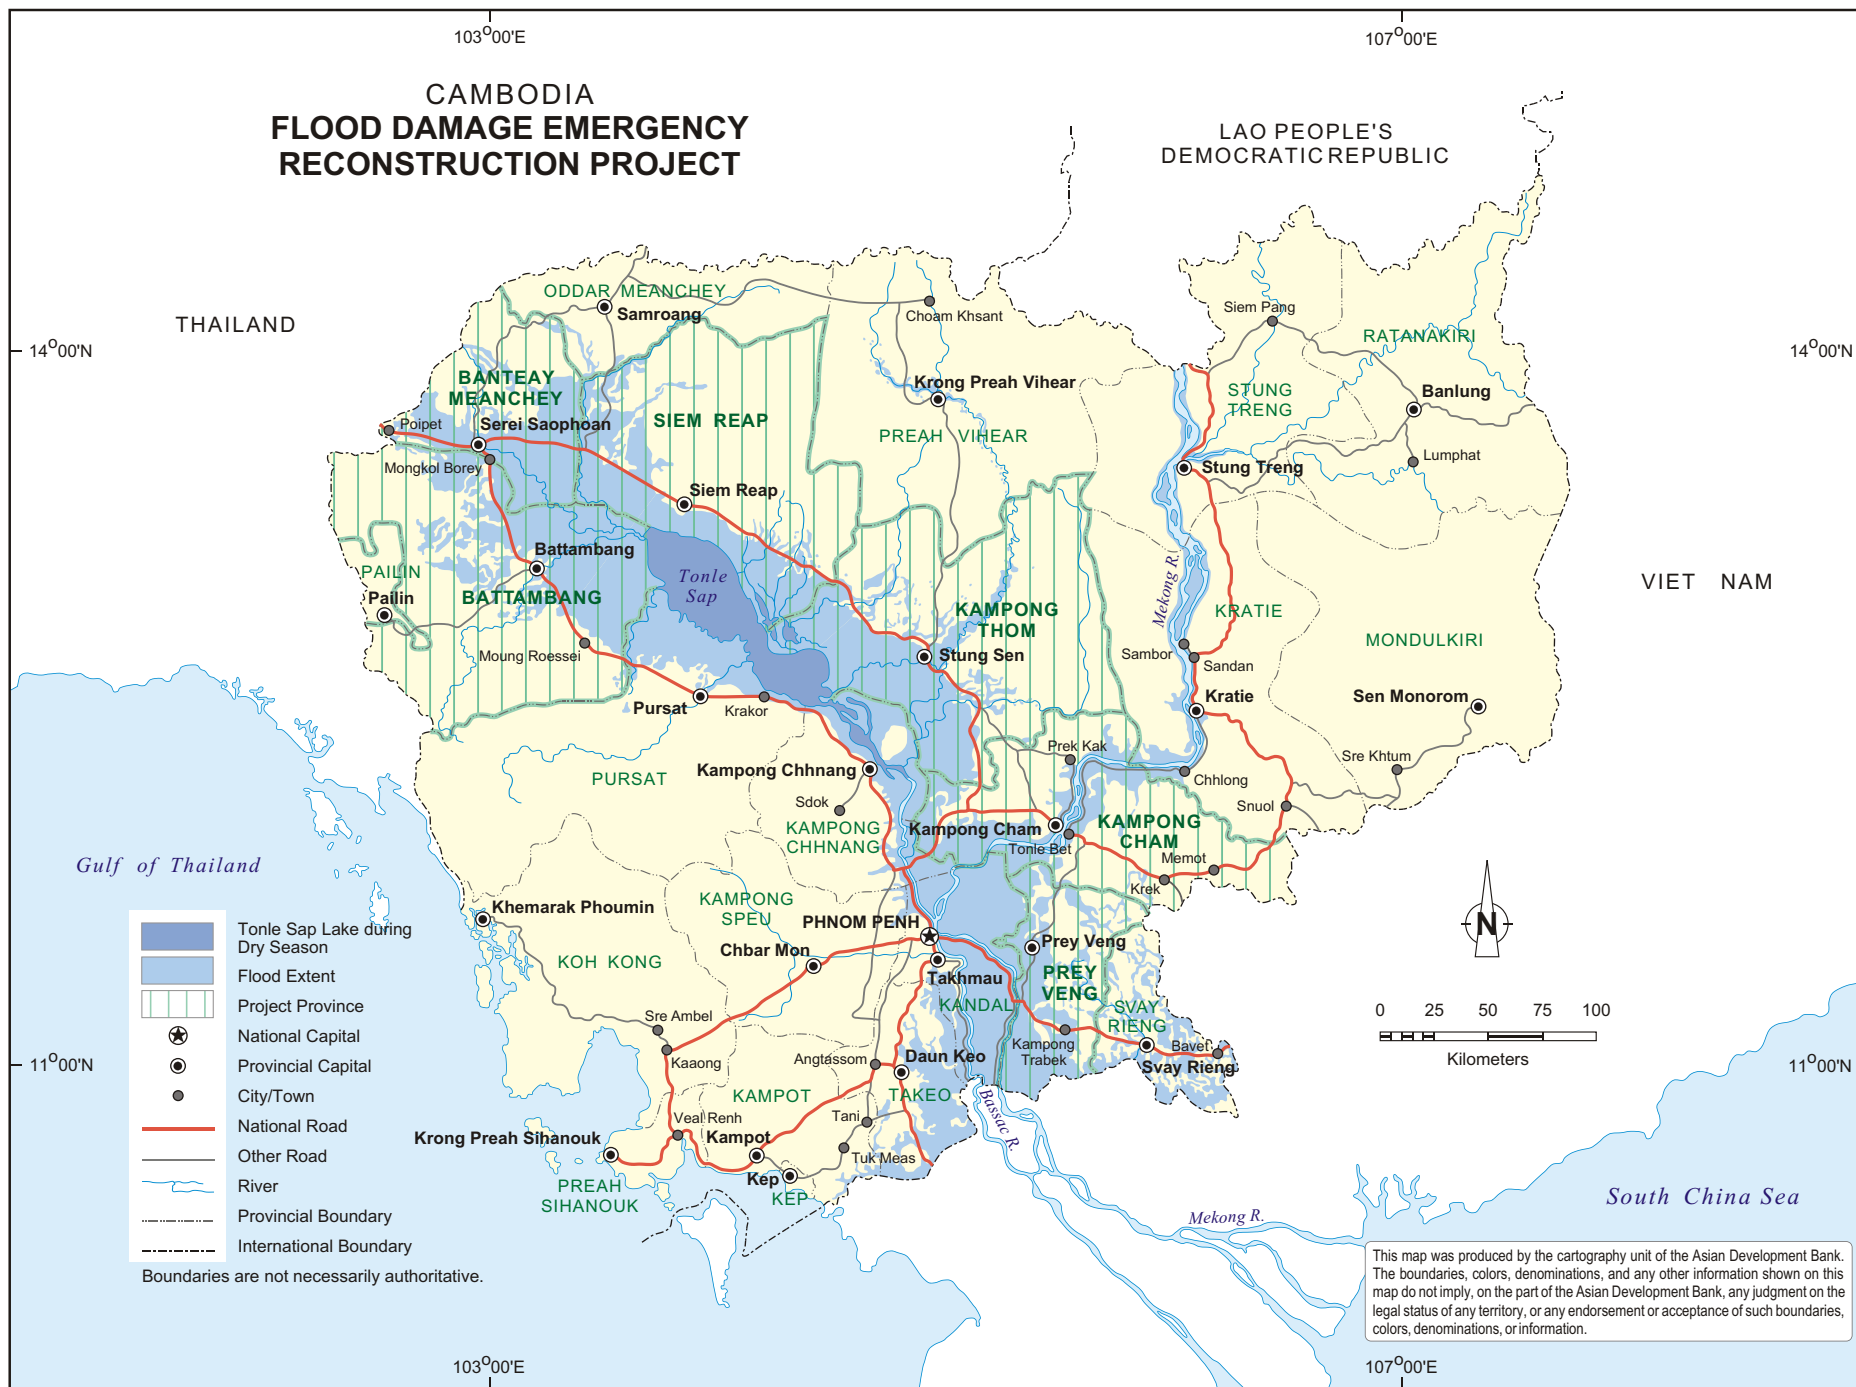 103°00'E
107°00'E
CAMBODIA
FLOOD DAMAGE EMERGENCY
RECONSTRUCTION PROJECT
LAO PEOPLE'S
DEMOCRATIC REPUBLIC
THAILAND
VIET NAM
14°00'N
14°00'N
ODDAR MEANCHEY
Samroang
Choam Khsant
Siem Pang
RATANAKIRI
BANTEAY
MEANCHEY
Krong Preah Vihear
STUNG
TRENG
Banlung
Poipet
Serei Saophoan
SIEM REAP
PREAH VIHEAR
Mongkol Borey
Stung Treng
Lumphat
Siem Reap
Battambang
PAILIN
Pailin
BATTAMBANG
Tonle
Sap
Mekong R.
KAMPONG
THOM
KRATIE
MONDULKIRI
Moung Roessei
Stung Sen
Sambor
Sandan
Pursat
Krakor
Kratie
Sen Monorom
Prek Kak
Sre Khtum
PURSAT
Kampong Chhnang
Chhlong
Sdok
Snuol
KAMPONG
CHHNANG
Kampong Cham
KAMPONG
CHAM
Tonle Bet
Memot
Krek
Gulf of Thailand
Khemarak Phoumin
KAMPONG
SPEU
PHNOM PENH
Chbar Mon
Prey Veng
KOH KONG
Takhmau
PREY
VENG
KANDAL
SVAY
RIENG
Sre Ambel
Kaaong
Angtassom
Daun Keo
Kampong
Trabek
Bavet
Svay Rieng
KAMPOT
TAKEO
Veal Renh
Tani
Bassac R.
Krong Preah Sihanouk
Kampot
Tuk Meas
Kep
KEP
PREAH
SIHANOUK
Mekong R.
South China Sea
N
0 25 50 75 100
Kilometers
11°00'N
11°00'N
Tonle Sap Lake during
Dry Season
Flood Extent
Project Province
National Capital
Provincial Capital
City/Town
National Road
Other Road
River
Provincial Boundary
International Boundary
Boundaries are not necessarily authoritative.
This map was produced by the cartography unit of the Asian Development Bank.
The boundaries, colors, denominations, and any other information shown on this
map do not imply, on the part of the Asian Development Bank, any judgment on the
legal status of any territory, or any endorsement or acceptance of such boundaries,
colors, denominations, or information.
103°00'E
107°00'E